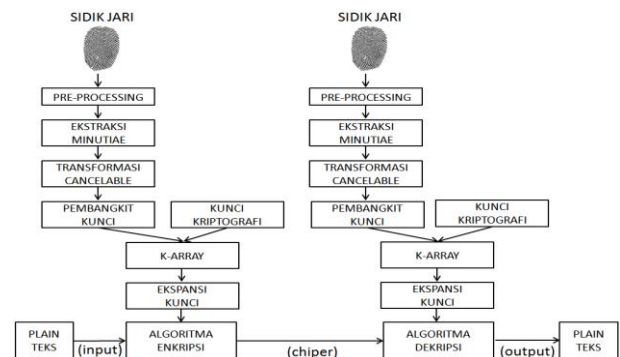 SIDIK JARI
PRE-PROCESSING
EKSTRAKSI
MINUTIAE
TRANSFORMASI
CANCELABLE
PEMBANGKIT
KUNCI
KUNCI
KRIPTOGRAFI
K-ARRAY
EKSPANSI
KUNCI
PLAIN
TEKS
(input)
ALGORITMA
ENKRIPSI
(chiper)
SIDIK JARI
PRE-PROCESSING
EKSTRAKSI
MINUTIAE
TRANSFORMASI
CANCELABLE
PEMBANGKIT
KUNCI
KUNCI
KRIPTOGRAFI
K-ARRAY
EKSPANSI
KUNCI
ALGORITMA
DEKRIPSI
(output)
PLAIN
TEKS